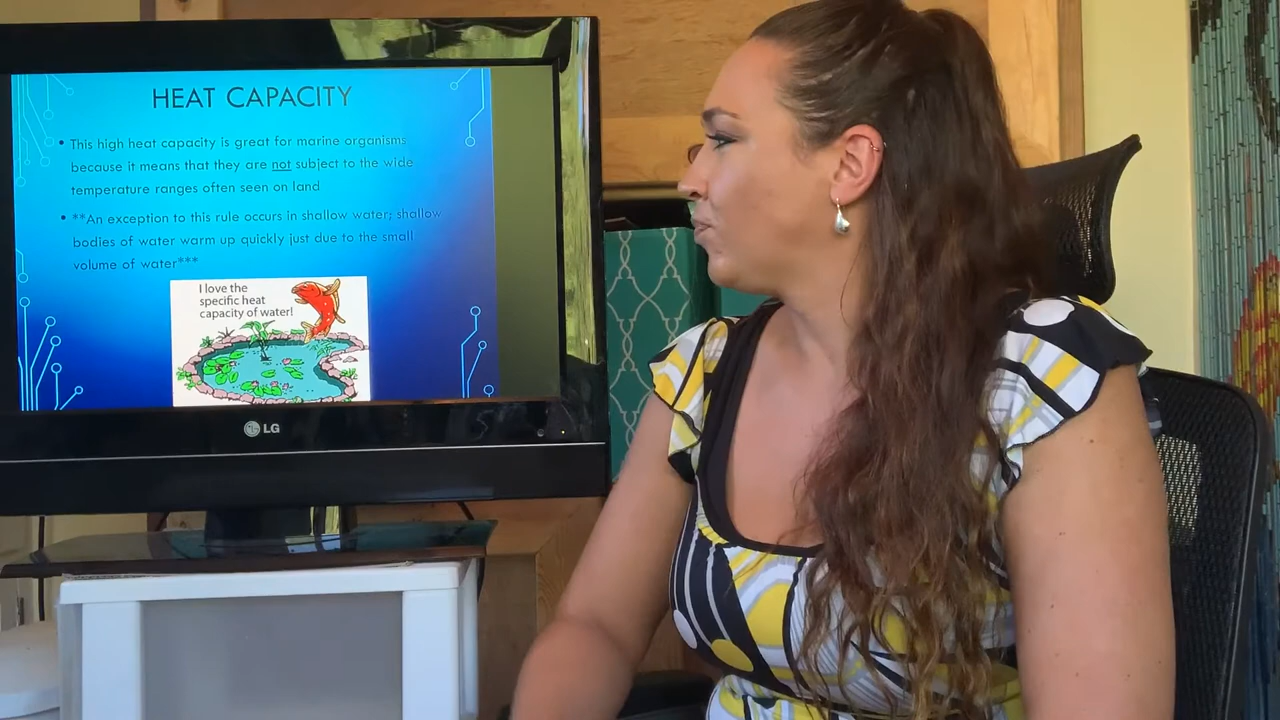 HEAT CAPACITY
• This high heat capacity is great for marine organisms
because it means that they are not subject to the wide
temperature ranges often seen on land
• **An exception to this rule occurs in shallow water; shallow
bodies of water warm up quickly just due to the small
volume of water***
I love the
specific heat
capacity of water!
LG